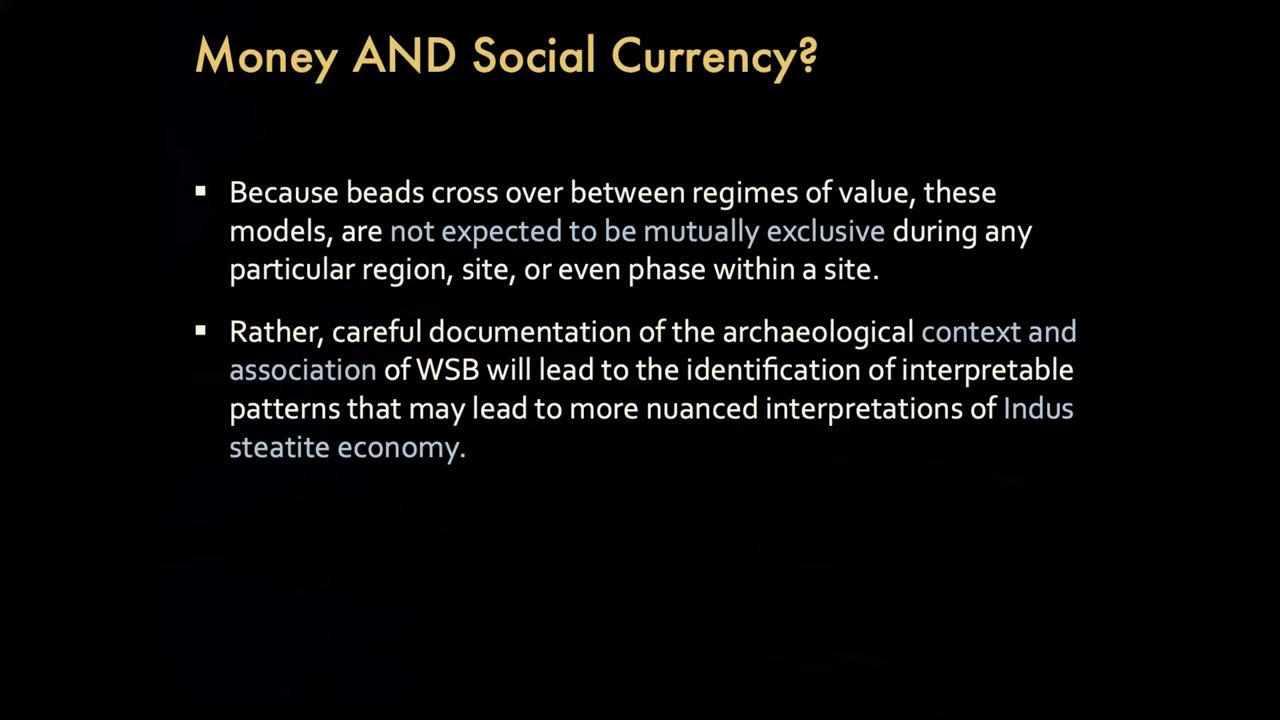 Money AND Social Currency?
▪ Because beads cross over between regimes of value, these
models, are not expected to be mutually exclusive during any
particular region, site, or even phase within a site.
▪ Rather, careful documentation of the archaeological context and
association of WSB will lead to the identification of interpretable
patterns that may lead to more nuanced interpretations of Indus
steatite economy.